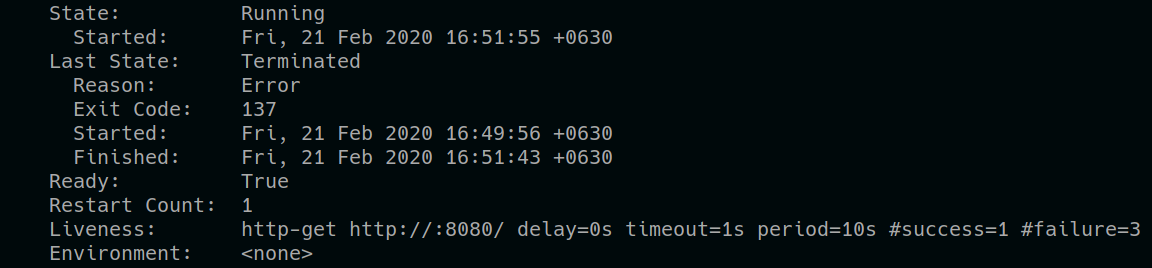 State: Running
Started: Fri, 21 Feb 2020 16:51:55 +0630
Last State: Terminated
Reason: Error
Exit Code: 137
Started: Fri, 21 Feb 2020 16:49:56 +0630
Finished: Fri, 21 Feb 2020 16:51:43 +0630
Ready: True
Restart Count: 1
Liveness: http-get http://:8080/ delay=0s timeout=1s period=10s #success=1 #failure=3
Environment: <none>